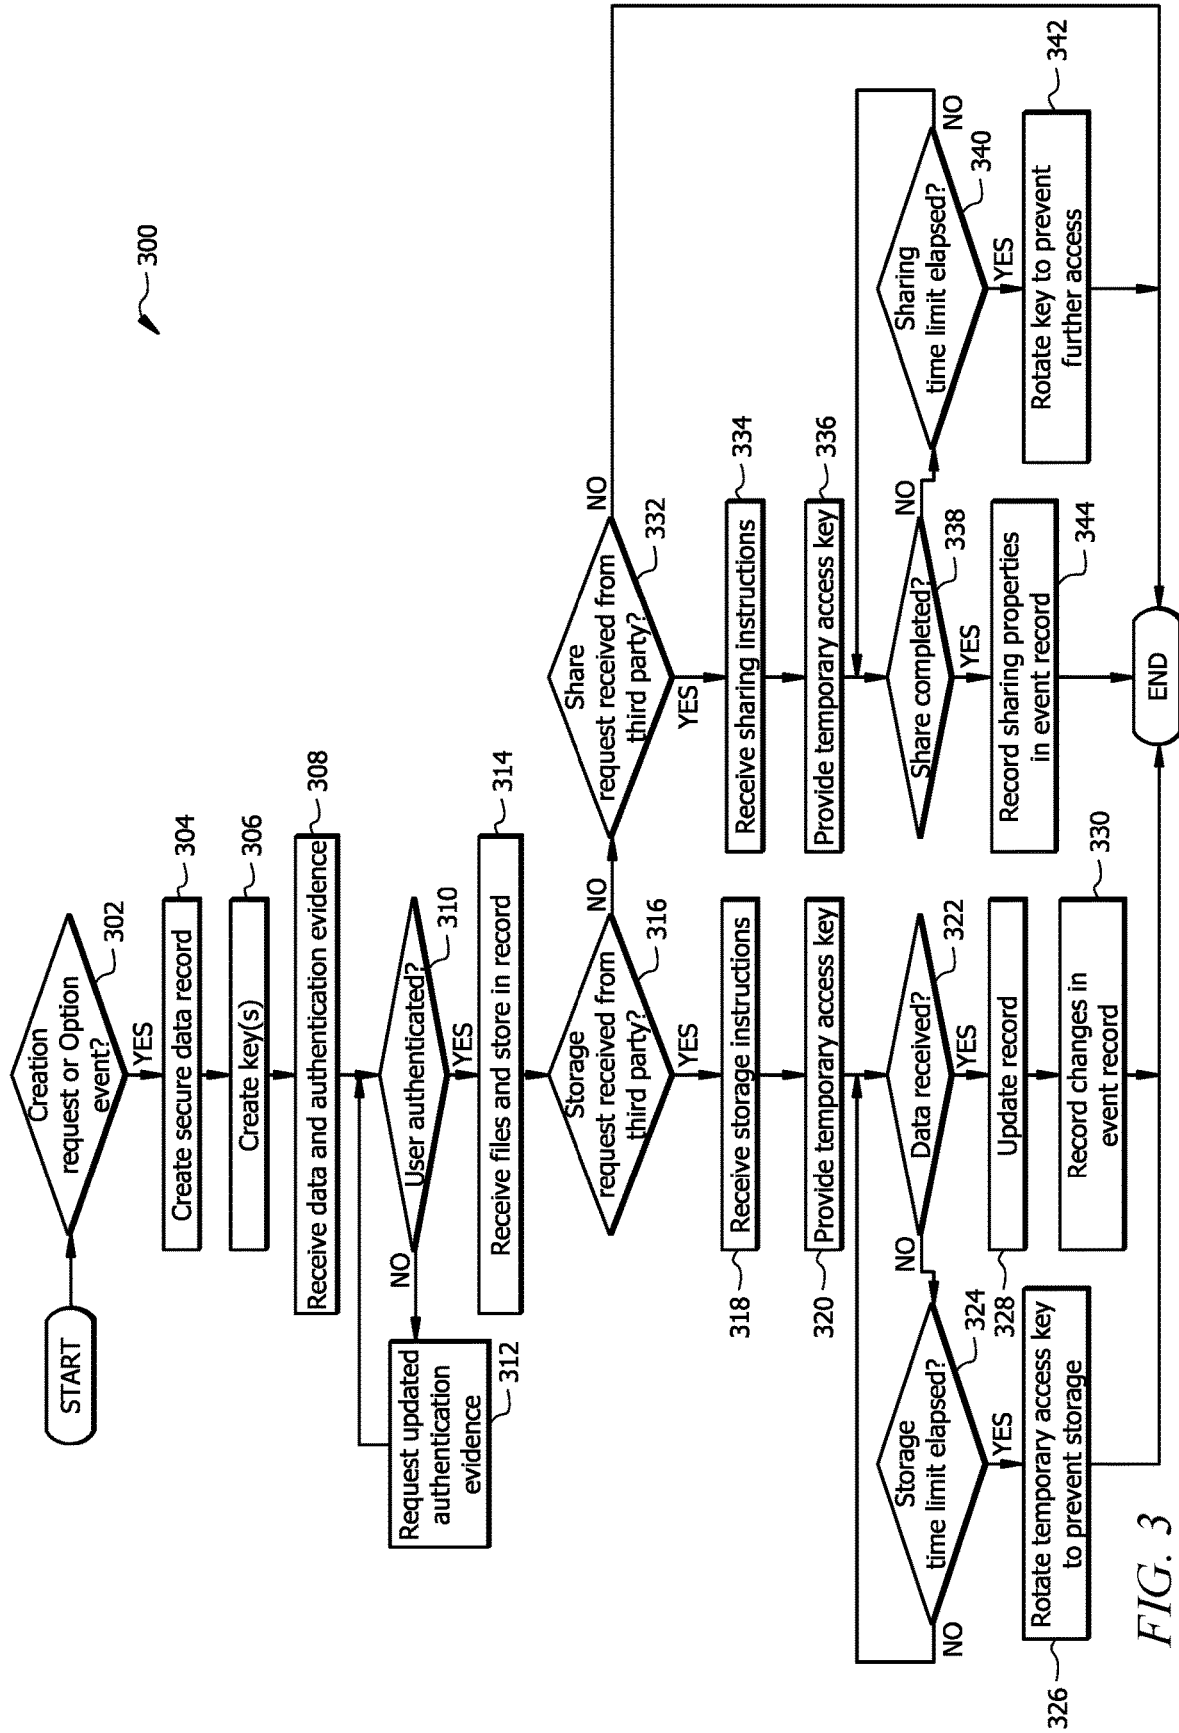 300
START
Creation
request or Option
event?
302
YES
Create secure data record
304
Create key(s)
306
Receive data and authentication evidence
308
User authenticated?
310
NO
YES
Request updated
authentication
evidence
312
Receive files and store in record
314
Storage
request received from
third party?
316
NO
YES
Share
request received from
third party?
332
NO
YES
318
Receive storage instructions
Receive sharing instructions
334
320
Provide temporary access key
Provide temporary access key
336
Data received?
322
NO
YES
Storage
time limit elapsed?
324
NO
YES
Rotate temporary access key
to prevent storage
326
328
Update record
Record changes in
event record
330
Share completed?
338
NO
YES
Sharing
time limit elapsed?
340
NO
YES
Record sharing properties
in event record
344
Rotate key to prevent
further access
342
END
FIG. 3